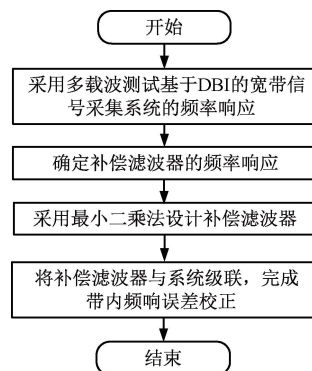 开始
采用多载波测试基于DBI的宽带信
号采集系统的频率响应
确定补偿滤波器的频率响应
采用最小二乘法设计补偿滤波器
将补偿滤波器与系统级联，完成
带内频响误差校正
结束